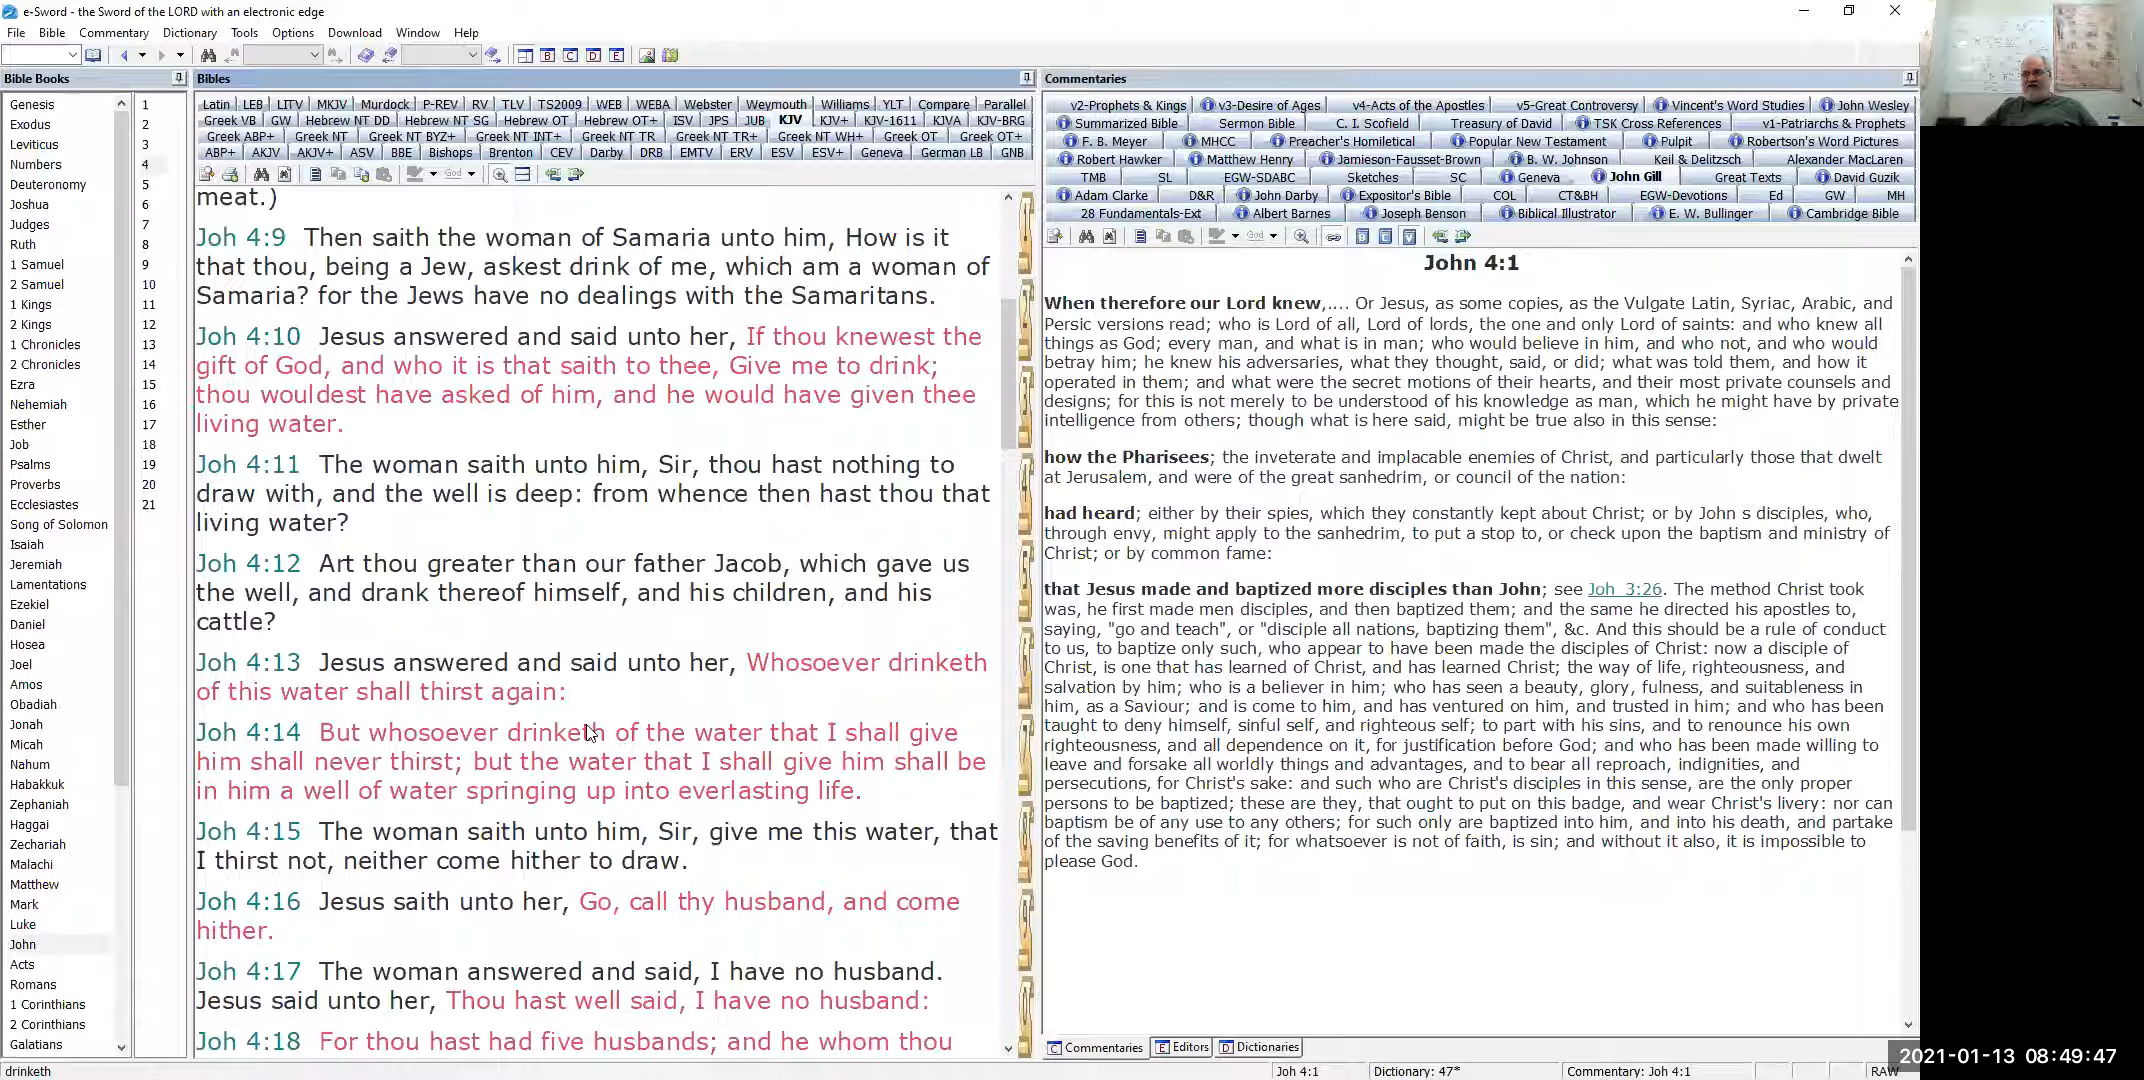 e-Sword - the Sword of the LORD with an electronic edge
File Bible Commentary Dictionary Tools Options Download Window Help
B C D E
Bible Books
Genesis
Exodus
Leviticus
Numbers
Deuteronomy
Joshua
Judges
Ruth
1 Samuel
2 Samuel
1 Kings
2 Kings
1 Chronicles
2 Chronicles
Ezra
Nehemiah
Esther
Job
Psalms
Proverbs
Ecclesiastes
Song of Solomon
Isaiah
Jeremiah
Lamentations
Ezekiel
Daniel
Hosea
Joel
Amos
Obadiah
Jonah
Micah
Nahum
Habakkuk
Zephaniah
Haggai
Zechariah
Malachi
Matthew
Mark
Luke
John
Acts
Romans
1 Corinthians
2 Corinthians
Galatians
1
2
3
4
5
6
7
8
9
10
11
12
13
14
15
16
17
18
19
20
21
Bibles
Latin LEB LITV MKJV Murdock P-REV RV TLV TS2009 WEB WEBA Webster Weymouth Williams YLT Compare Parallel
Greek VB GW Hebrew NT DD Hebrew NT SG Hebrew OT Hebrew OT+ ISV JPS JUB KJV KJV+ KJV-1611 KJVA KJV-BRG
Greek ABP+ Greek NT Greek NT BYZ+ Greek NT INT+ Greek NT TR Greek NT TR+ Greek NT WH+ Greek OT Greek OT+
ABP+ AKJV AKJV+ ASV BBE Bishops Brenton CEV Darby DRB EMTV ERV ESV ESV+ Geneva German LB GNB
God
meat.)
Joh 4:9 Then saith the woman of Samaria unto him, How is it
that thou, being a Jew, askest drink of me, which am a woman of
Samaria? for the Jews have no dealings with the Samaritans.
Joh 4:10 Jesus answered and said unto her, If thou knewest the
gift of God, and who it is that saith to thee, Give me to drink;
thou wouldest have asked of him, and he would have given thee
living water.
Joh 4:11 The woman saith unto him, Sir, thou hast nothing to
draw with, and the well is deep: from whence then hast thou that
living water?
Joh 4:12 Art thou greater than our father Jacob, which gave us
the well, and drank thereof himself, and his children, and his
cattle?
Joh 4:13 Jesus answered and said unto her, Whosoever drinketh
of this water shall thirst again:
Joh 4:14 But whosoever drinketh of the water that I shall give
him shall never thirst; but the water that I shall give him shall be
in him a well of water springing up into everlasting life.
Joh 4:15 The woman saith unto him, Sir, give me this water, that
I thirst not, neither come hither to draw.
Joh 4:16 Jesus saith unto her, Go, call thy husband, and come
hither.
Joh 4:17 The woman answered and said, I have no husband.
Jesus said unto her, Thou hast well said, I have no husband:
Joh 4:18 For thou hast had five husbands; and he whom thou
Commentaries
v2-Prophets & Kings v3-Desire of Ages v4-Acts of the Apostles v5-Great Controversy Vincent's Word Studies John Wesley
Summarized Bible Sermon Bible C. I. Scofield Treasury of David TSK Cross References v1-Patriarchs & Prophets
F. B. Meyer MHCC Preacher's Homiletical Popular New Testament Pulpit Robertson's Word Pictures
Robert Hawker Matthew Henry Jamieson-Fausset-Brown B. W. Johnson Keil & Delitzsch Alexander MacLaren
TMB SL EGW-SDABC Sketches SC Geneva John Gill Great Texts David Guzik
Adam Clarke D&R John Darby Expositor's Bible COL CT&BH EGW-Devotions Ed GW MH
28 Fundamentals-Ext Albert Barnes Joseph Benson Biblical Illustrator E. W. Bullinger Cambridge Bible
God B C V
John 4:1
When therefore our Lord knew,.... Or Jesus, as some copies, as the Vulgate Latin, Syriac, Arabic, and
Persic versions read; who is Lord of all, Lord of lords, the one and only Lord of saints: and who knew all
things as God; every man, and what is in man; who would believe in him, and who not, and who would
betray him; he knew his adversaries, what they thought, said, or did; what was told them, and how it
operated in them; and what were the secret motions of their hearts, and their most private counsels and
designs; for this is not merely to be understood of his knowledge as man, which he might have by private
intelligence from others; though what is here said, might be true also in this sense:
how the Pharisees; the inveterate and implacable enemies of Christ, and particularly those that dwelt
at Jerusalem, and were of the great sanhedrim, or council of the nation:
had heard; either by their spies, which they constantly kept about Christ; or by John s disciples, who,
through envy, might apply to the sanhedrim, to put a stop to, or check upon the baptism and ministry of
Christ; or by common fame:
that Jesus made and baptized more disciples than John; see Joh_3:26. The method Christ took
was, he first made men disciples, and then baptized them; and the same he directed his apostles to,
saying, "go and teach", or "disciple all nations, baptizing them", &c. And this should be a rule of conduct
to us, to baptize only such, who appear to have been made the disciples of Christ: now a disciple of
Christ, is one that has learned of Christ, and has learned Christ; the way of life, righteousness, and
salvation by him; who is a believer in him; who has seen a beauty, glory, fulness, and suitableness in
him, as a Saviour; and is come to him, and has ventured on him, and trusted in him; and who has been
taught to deny himself, sinful self, and righteous self; to part with his sins, and to renounce his own
righteousness, and all dependence on it, for justification before God; and who has been made willing to
leave and forsake all worldly things and advantages, and to bear all reproach, indignities, and
persecutions, for Christ's sake: and such who are Christ's disciples in this sense, are the only proper
persons to be baptized; these are they, that ought to put on this badge, and wear Christ's livery: nor can
baptism be of any use to any others; for such only are baptized into him, and into his death, and partake
of the saving benefits of it; for whatsoever is not of faith, is sin; and without it also, it is impossible to
please God.
C Commentaries E Editors D Dictionaries
drinketh Joh 4:1 Dictionary: 47* Commentary: Joh 4:1 RAW
2021-01-13 08:49:47